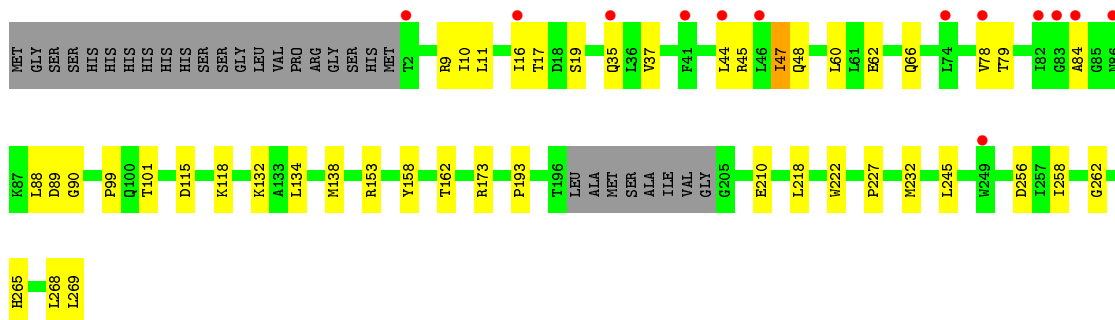 MET GLY SER SER HIS HIS HIS HIS HIS HIS SER SER GLY LEU VAL PRO ARG GLY SER HIS MET T2 R9 I10 L11 I16 T17 D18 S19 Q35 L36 V37 F41 L44 R45 L46 I47 Q48 L60 L61 E62 Q66 L74 V78 T79 I82 G83 A84 G85 N86
K87 L88 D89 G90 P99 Q100 T101 D115 K118 K132 A133 L134 M138 R153 Y158 T162 R173 P193 T196 LEU ALA MET SER ALA ILE VAL GLY G205 E210 L218 W222 P227 M232 L245 W249 D256 I257 I258 G262
H265 L268 L269